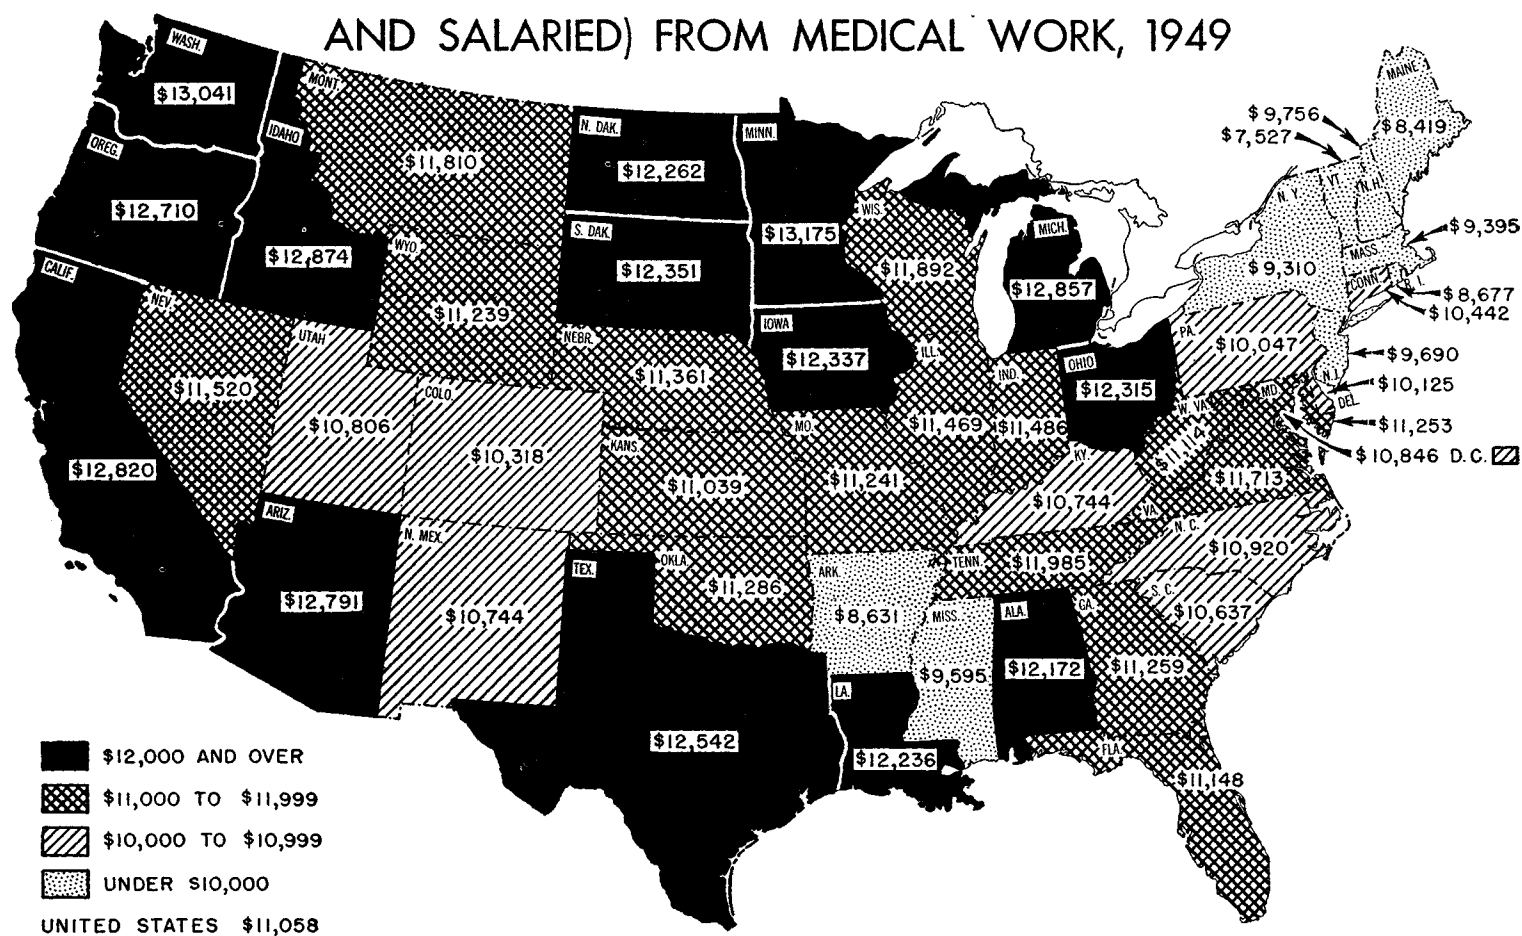 AND SALARIED) FROM MEDICAL WORK, 1949
WASH.
$13,041
OREG.
$12,710
IDAHO
$12,874
MONT.
$11,810
N. DAK.
$12,262
MINN.
$13,175
S. DAK.
$12,351
WYO.
$11,239
WIS.
$11,892
MICH.
$12,857
MAINE
$8,419
$9,756
$7,527
N. Y.
VT.
N.H.
$9,310
MASS.
$9,395
CONN.
R. I.
$8,677
$10,442
CALIF.
$12,820
NEV.
$11,520
UTAH
$10,806
COLO.
$10,318
NEBR.
$11,361
IOWA
$12,337
ILL.
$11,469
IND.
$11,486
OHIO
$12,315
PA.
$10,047
N.J.
$9,690
$10,125
DEL.
$11,253
MD.
$10,846 D.C.
W. VA.
$11,114
VA.
$11,713
KY.
$10,744
KANS.
$11,039
MO.
$11,241
ARIZ.
$12,791
N. MEX.
$10,744
TEX.
$12,542
OKLA.
$11,286
ARK.
$8,631
TENN.
$11,985
N. C.
$10,920
S. C.
$10,637
MISS.
$9,595
ALA.
$12,172
GA.
$11,259
LA.
$12,236
FLA.
$11,148
$12,000 AND OVER
$11,000 TO $11,999
$10,000 TO $10,999
UNDER $10,000
UNITED STATES $11,058